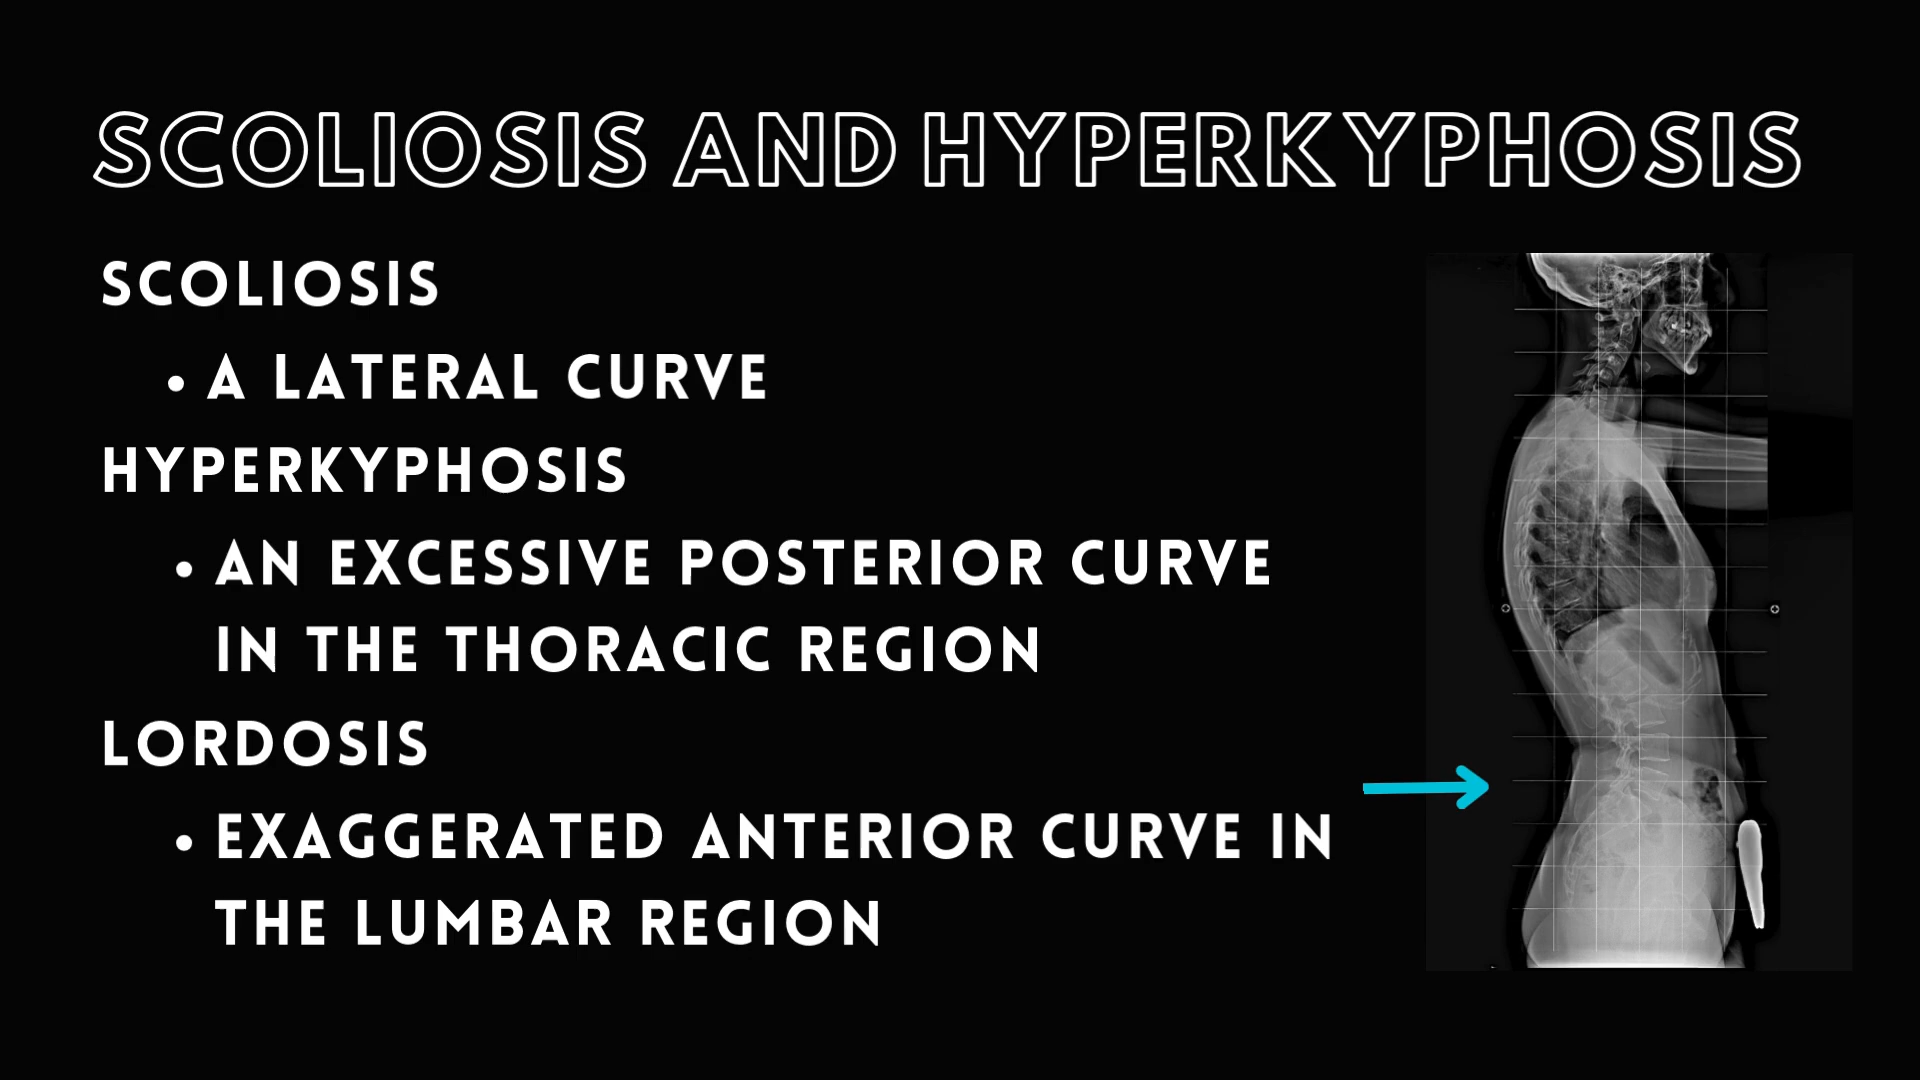 SCOLIOSIS AND HYPERKYPHOSIS
SCOLIOSIS
• A LATERAL CURVE
HYPERKYPHOSIS
• AN EXCESSIVE POSTERIOR CURVE
IN THE THORACIC REGION
LORDOSIS
• EXAGGERATED ANTERIOR CURVE IN
THE LUMBAR REGION